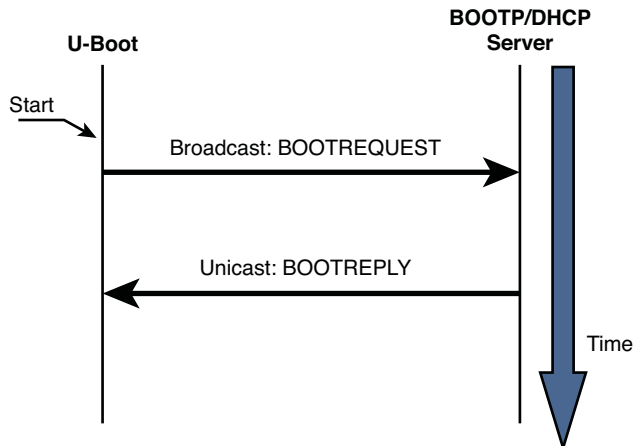 BOOTP/DHCP
Server
U-Boot
Start
Broadcast: BOOTREQUEST
Unicast: BOOTREPLY
Time